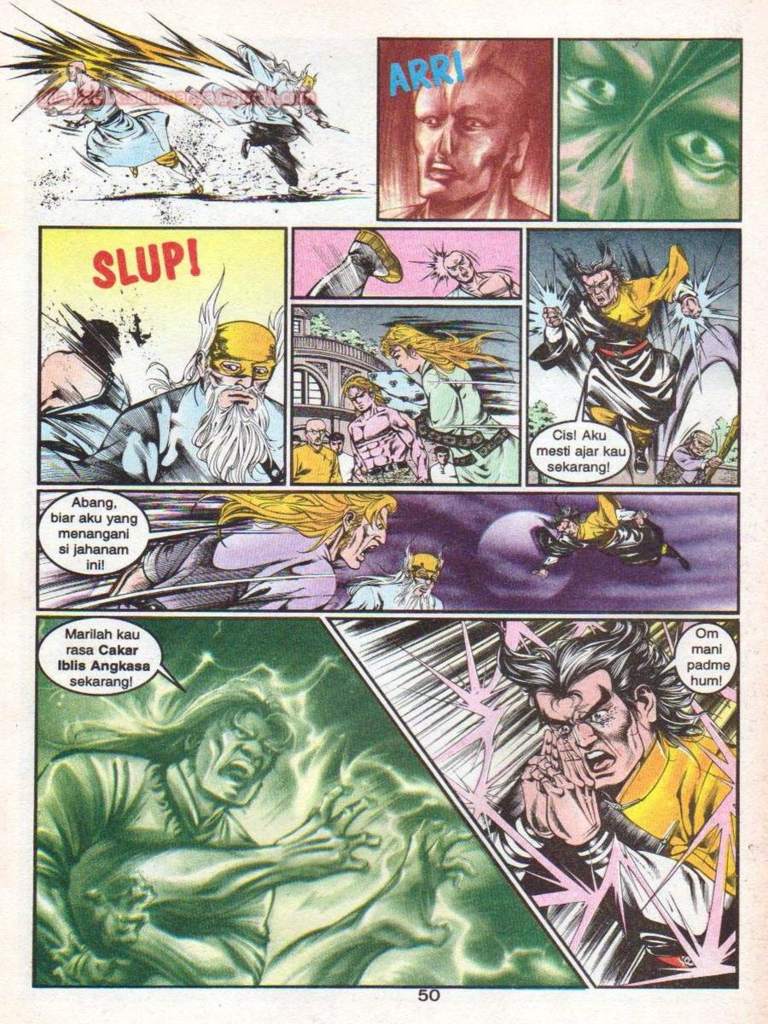 ARR!
SLUP!
Cis! Aku
mesti ajar kau
sekarang!
Abang,
biar aku yang
menangani
si jahanam
ini!
Marilah kau
rasa Cakar
Iblis Angkasa
sekarang!
Om
mani
padme
hum!
50